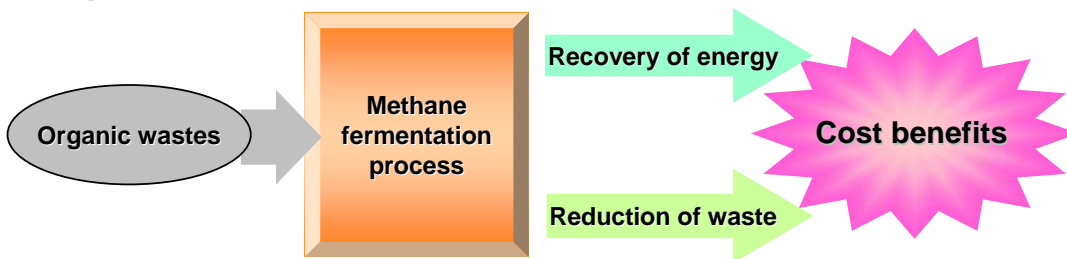 Organic wastes
Methane
fermentation
process
Recovery of energy
Reduction of waste
Cost benefits